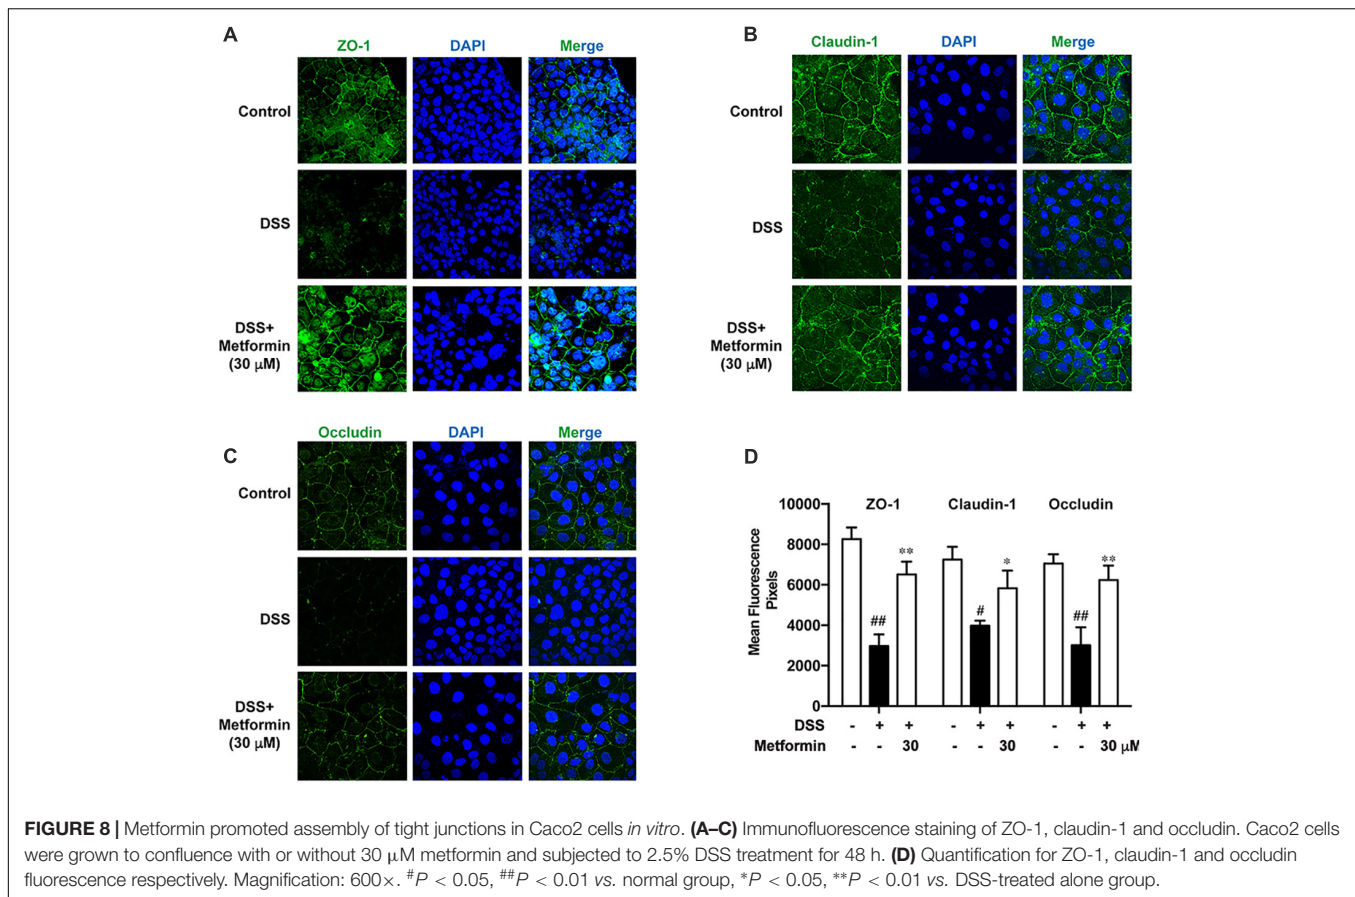 A
ZO-1 DAPI Merge
Control
DSS
DSS+
Metformin
(30 μM)
B
Claudin-1 DAPI Merge
Control
DSS
DSS+
Metformin
(30 μM)
C
Occludin DAPI Merge
Control
DSS
DSS+
Metformin
(30 μM)
D
Mean Fluorescence
Pixels
10000
8000
6000
4000
2000
0
ZO-1 Claudin-1 Occludin
## ** # * ## **
DSS - + + - + + - + +
Metformin - - 30 - - 30 - - 30 μM
FIGURE 8 | Metformin promoted assembly of tight junctions in Caco2 cells in vitro. (A–C) Immunofluorescence staining of ZO-1, claudin-1 and occludin. Caco2 cells
were grown to confluence with or without 30 μM metformin and subjected to 2.5% DSS treatment for 48 h. (D) Quantification for ZO-1, claudin-1 and occludin
fluorescence respectively. Magnification: 600×. #P < 0.05, ##P < 0.01 vs. normal group, *P < 0.05, **P < 0.01 vs. DSS-treated alone group.